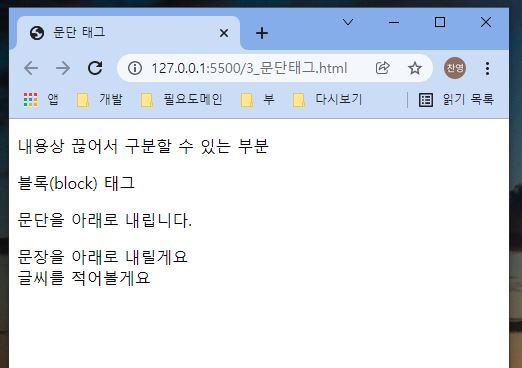 문단 태그
127.0.0.1:5500/3_문단태그.html
찬영
앱 개발 필요도메인 부 다시보기 읽기 목록
내용상 끊어서 구분할 수 있는 부분
블록(block) 태그
문단을 아래로 내립니다.
문장을 아래로 내릴게요
글씨를 적어볼게요